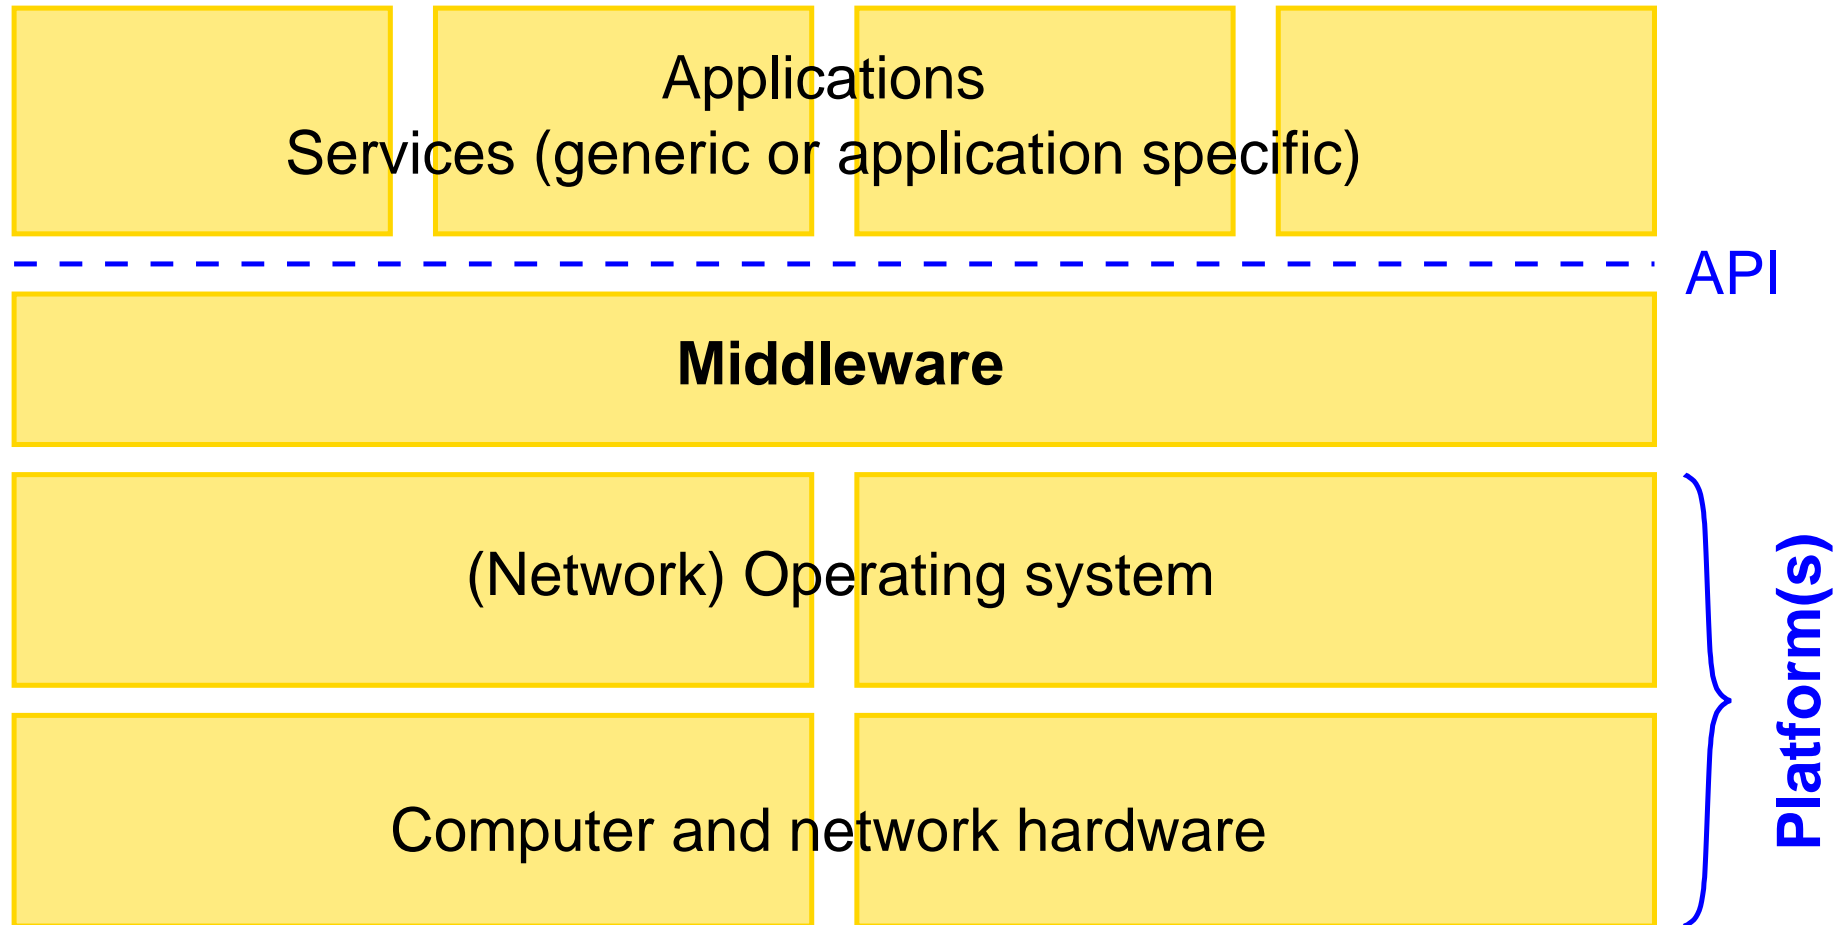 Applications
Services (generic or application specific)
API
Middleware
(Network) Operating system
Platform(s)
Computer and network hardware